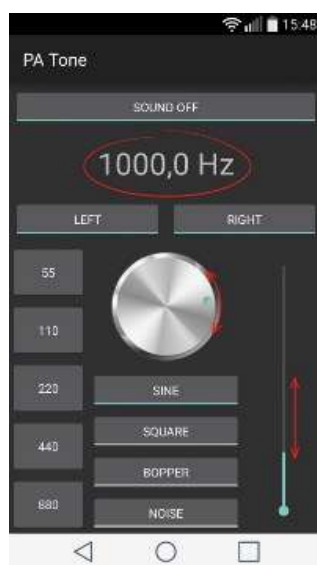 15:48
PA Tone
SOUND OFF
1000,0 Hz
LEFT RIGHT
55
110
220
440
880
SINE
SQUARE
BOPPER
NOISE